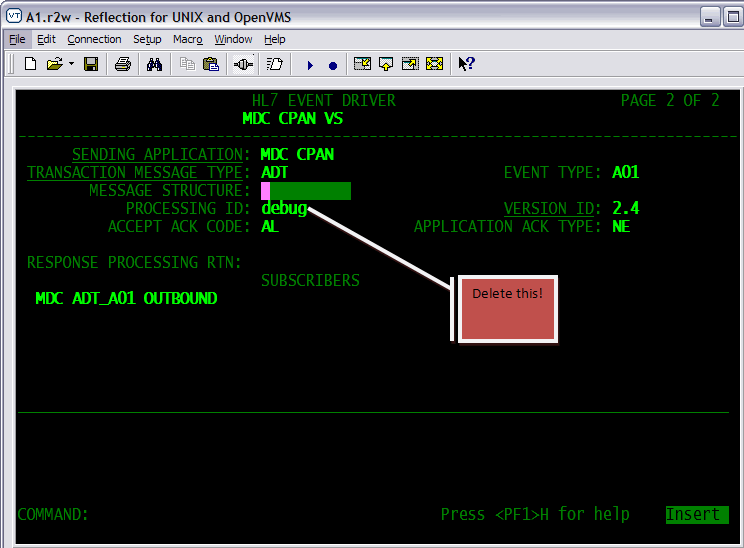 A1.r2w - Reflection for UNIX and OpenVMS
File Edit Connection Setup Macro Window Help
HL7 EVENT DRIVER PAGE 2 OF 2
MDC CPAN VS
SENDING APPLICATION: MDC CPAN
TRANSACTION MESSAGE TYPE: ADT EVENT TYPE: A01
MESSAGE STRUCTURE:
PROCESSING ID: debug VERSION ID: 2.4
ACCEPT ACK CODE: AL APPLICATION ACK TYPE: NE
RESPONSE PROCESSING RTN:
SUBSCRIBERS
Delete this!
MDC ADT_A01 OUTBOUND
COMMAND: Press <PF1>H for help Insert